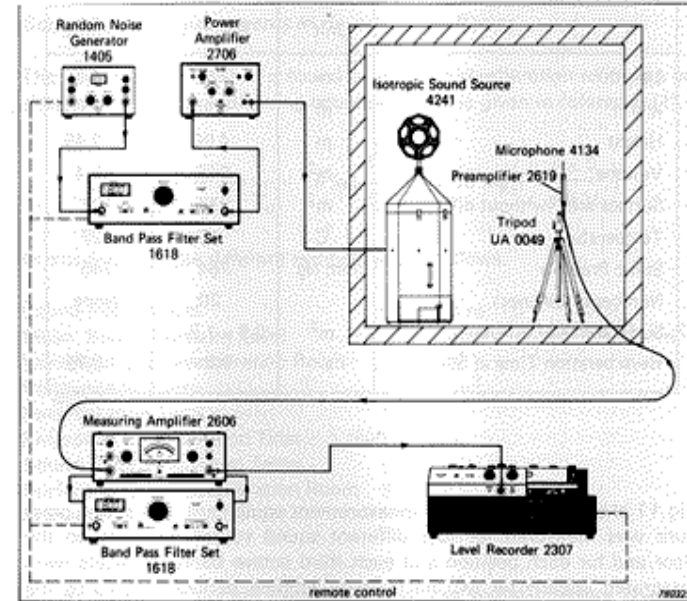 Random Noise
Generator
1405
Power
Amplifier
2706
Isotropic Sound Source
4241
Microphone 4134
Preamplifier 2619
Tripod
UA 0049
Band Pass Filter Set
1618
Measuring Amplifier 2606
Band Pass Filter Set
1618
Level Recorder 2307
remote control